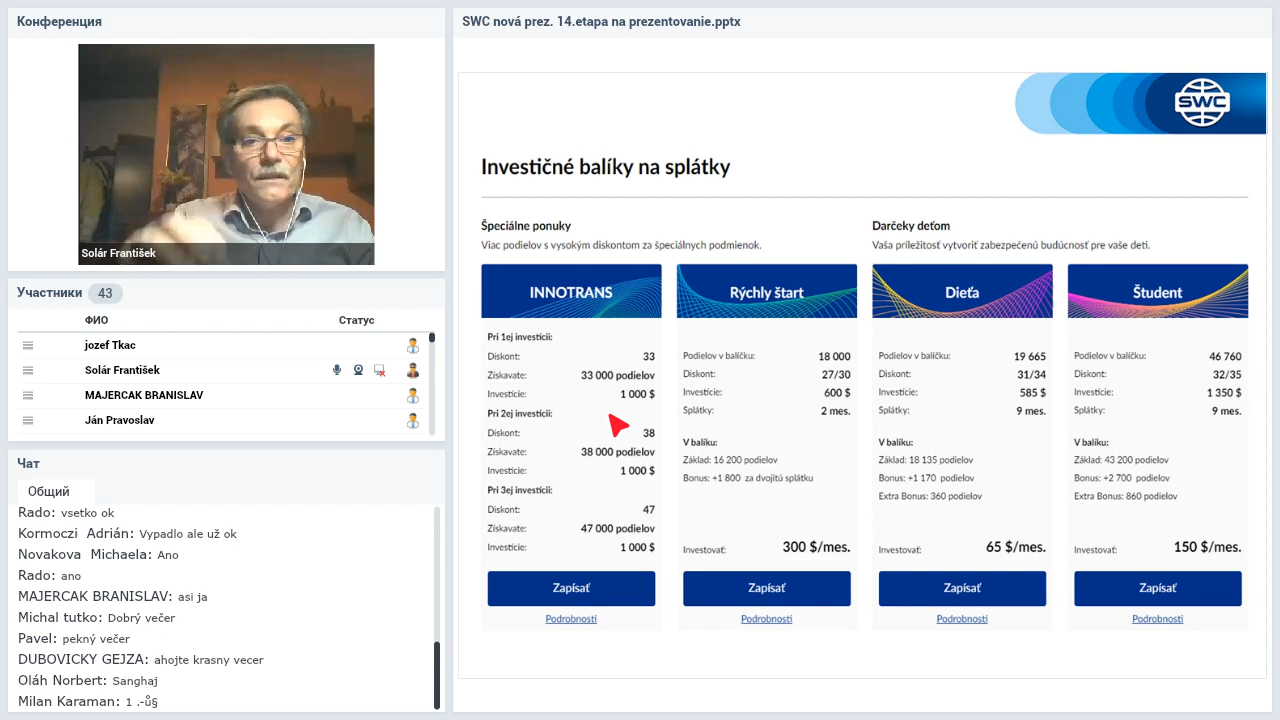 Конференция
Solár František
Участники 43
ФИО Статус
jozef Tkac
Solár František
MAJERCAK BRANISLAV
Ján Pravoslav
Чат
Общий
Rado: vsetko ok
Kormoczi Adrián: Vypadlo ale už ok
Novakova Michaela: Ano
Rado: ano
MAJERCAK BRANISLAV: asi ja
Michal tutko: Dobrý večer
Pavel: pekný večer
DUBOVICKY GEJZA: ahojte krasny vecer
Oláh Norbert: Sanghaj
Milan Karaman: 1 .-ů§
SWC nová prez. 14.etapa na prezentovanie.pptx
SWC
Investičné balíky na splátky
Špeciálne ponuky
Viac podielov s vysokým diskontom za špeciálnych podmienok.
Darčeky deťom
Vaša príležitosť vytvoriť zabezpečenú budúcnosť pre vaše deti.
INNOTRANS
Pri 1ej investícii:
Diskont: 33
Získavate: 33 000 podielov
Investície: 1 000 $
Pri 2ej investícii:
Diskont: 38
Získavate: 38 000 podielov
Investície: 1 000 $
Pri 3ej investícii:
Diskont: 47
Získavate: 47 000 podielov
Investície: 1 000 $
Zapísať
Podrobnosti
Rýchly štart
Podielov v balíčku: 18 000
Diskont: 27/30
Investície: 600 $
Splátky: 2 mes.
V balíku:
Základ: 16 200 podielov
Bonus: +1 800 za dvojitú splátku
Investovať: 300 $/mes.
Zapísať
Podrobnosti
Dieťa
Podielov v balíčku: 19 665
Diskont: 31/34
Investície: 585 $
Splátky: 9 mes.
V balíku:
Základ: 18 135 podielov
Bonus: +1 170 podielov
Extra Bonus: 360 podielov
Investovať: 65 $/mes.
Zapísať
Podrobnosti
Študent
Podielov v balíčku: 46 760
Diskont: 32/35
Investície: 1 350 $
Splátky: 9 mes.
V balíku:
Základ: 43 200 podielov
Bonus: +2 700 podielov
Extra Bonus: 860 podielov
Investovať: 150 $/mes.
Zapísať
Podrobnosti